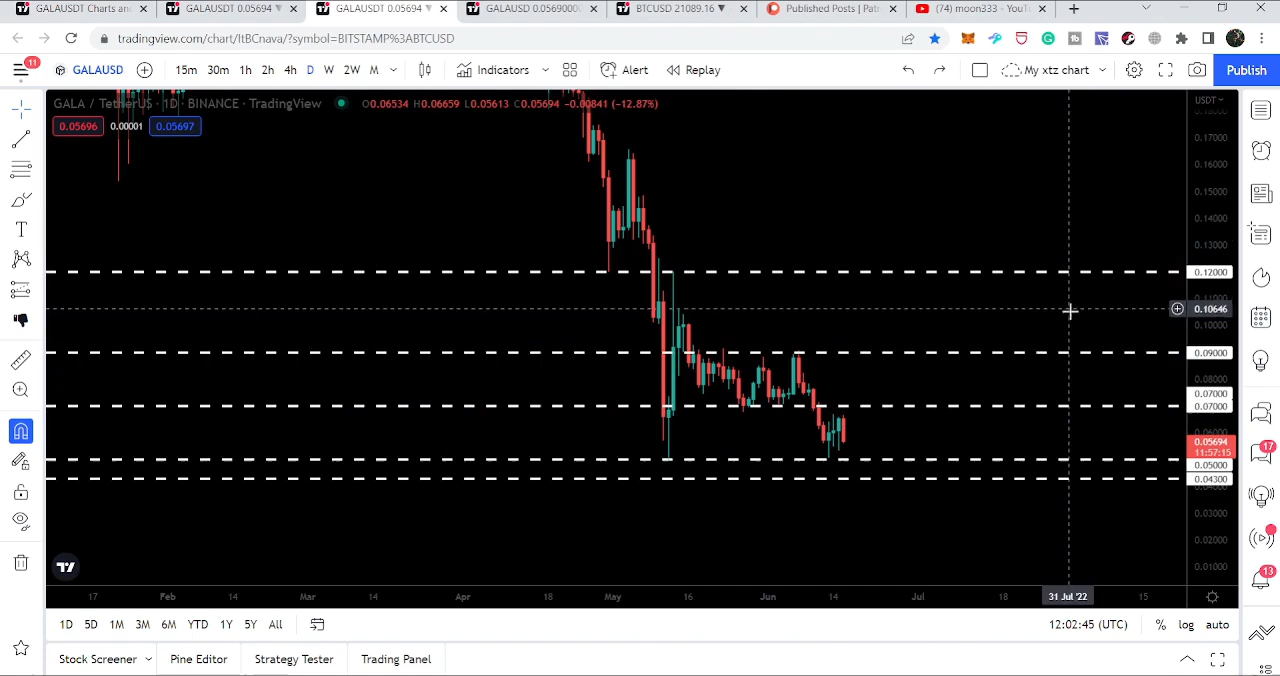 GALAUSDT Charts and
GALAUSDT 0.05694 ▼
GALAUSDT 0.05694 ▼
GALAUSD 0.0569000
BTCUSD 21089.16 ▼
Published Posts | Pat
(74) moon333 - YouT
tradingview.com/chart/ltBCnava/?symbol=BITSTAMP%3ABTCUSD
11
GALAUSD
15m 30m 1h 2h 4h D W 2W M
Indicators
Alert
Replay
My xtz chart
Publish
GALA / TetherUS · 1D · BINANCE · TradingView
O0.06534 H0.06659 L0.05613 C0.05694 −0.00841 (−12.87%)
USDT
0.05696 0.00001 0.05697
0.17000
0.16000
0.15000
0.14000
0.13000
0.12000
0.10646
0.10000
0.09000
0.08000
0.07000
0.07000
0.05694
11:57:15
0.05000
0.04300
0.03000
0.02000
0.01000
17
13
17 Feb 14 Mar 14 Apr 18 May 16 Jun 14 Jul 18 31 Jul '22 15
1D 5D 1M 3M 6M YTD 1Y 5Y All
12:02:45 (UTC)
% log auto
Stock Screener
Pine Editor
Strategy Tester
Trading Panel